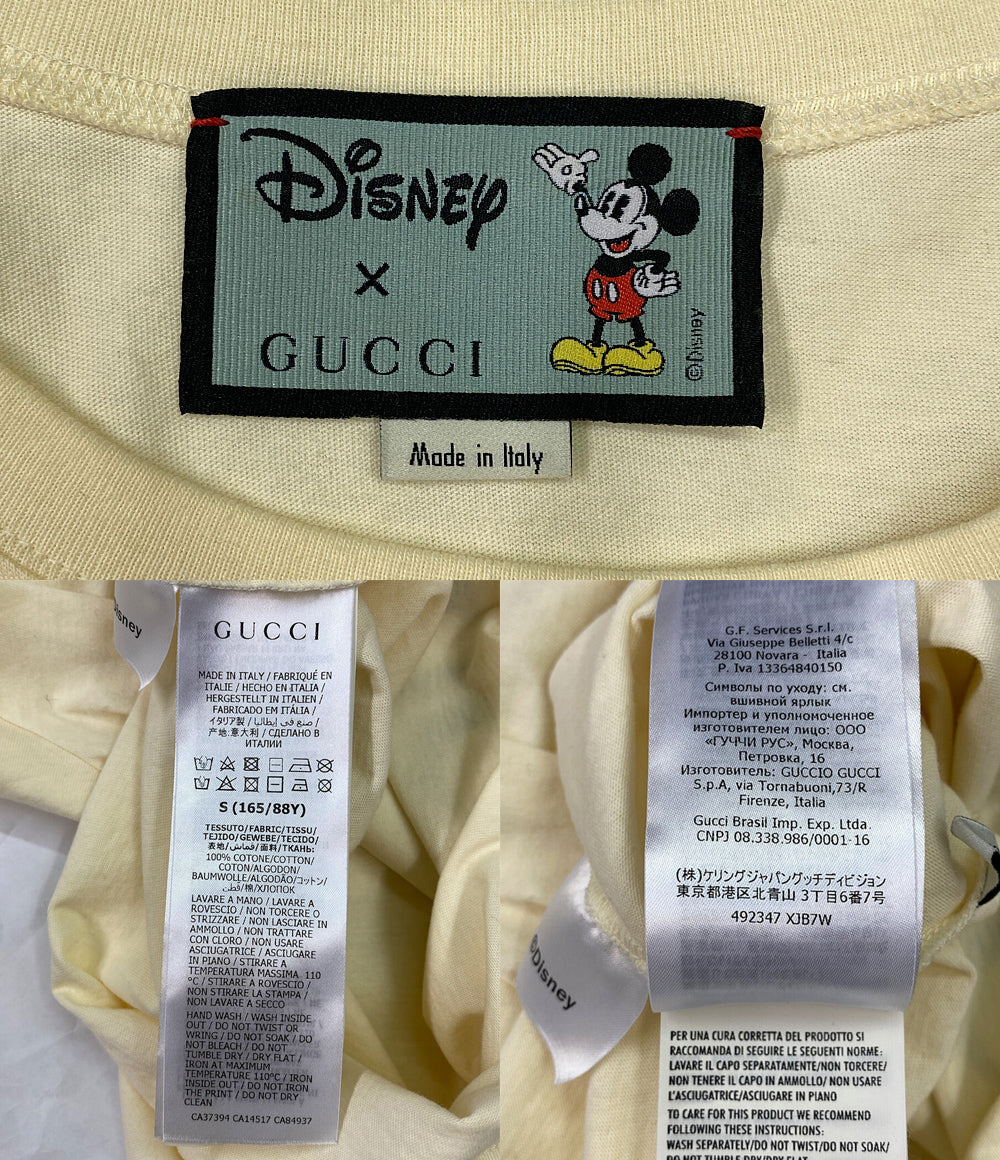 Disney
×
GUCCI
©Disney
Made in Italy
Disney
GUCCI
MADE IN ITALY / FABRIQUÉ EN
ITALIE / HECHO EN ITALIA /
HERGESTELLT IN ITALIEN /
FABRICADO EM ITÁLIA /
イタリア製 / صنع في إيطاليا /
产地:意大利 / СДЕЛАНО В
ИТАЛИИ
S (165/88Y)
TESSUTO/FABRIC/TISSU/
TEJIDO/GEWEBE/TECIDO/
表地/قماش/面料/ТКАНЬ:
100% COTONE/COTTON/
COTON/ALGODON/
BAUMWOLLE/ALGODÃO/コットン/
قطن/棉/ХЛОПОК
LAVARE A MANO / LAVARE A
ROVESCIO / NON TORCERE O
STRIZZARE / NON LASCIARE IN
AMMOLLO / NON TRATTARE
CON CLORO / NON USARE
ASCIUGATRICE / ASCIUGARE
IN PIANO / STIRARE A
TEMPERATURA MASSIMA 110
°C / STIRARE A ROVESCIO /
NON STIRARE LA STAMPA /
NON LAVARE A SECCO
HAND WASH / WASH INSIDE
OUT / DO NOT TWIST OR
WRING / DO NOT SOAK / DO
NOT BLEACH / DO NOT
TUMBLE DRY / DRY FLAT /
IRON AT MAXIMUM
TEMPERATURE 110°C / IRON
INSIDE OUT / DO NOT IRON
THE PRINT / DO NOT DRY
CLEAN
CA37394 CA14517 CA84937
G.F. Services S.r.l.
Via Giuseppe Belletti 4/c
28100 Novara - Italia
P. Iva 13364840150
Символы по уходу: см.
вшивной ярлык
Импортер и уполномоченное
изготовителем лицо: ООО
«ГУЧЧИ РУС», Москва,
Петровка, 16
Изготовитель: GUCCIO GUCCI
S.p.A, via Tornabuoni,73/R
Firenze, Italia
Gucci Brasil Imp. Exp. Ltda.
CNPJ 08.338.986/0001-16
(株)ケリングジャパングッチディビジョン
東京都港区北青山 3丁目6番7号
492347 XJB7W
©Disney
PER UNA CURA CORRETTA DEL PRODOTTO SI
RACCOMANDA DI SEGUIRE LE SEGUENTI NORME:
LAVARE IL CAPO SEPARATAMENTE/NON TORCERE/
NON TENERE IL CAPO IN AMMOLLO/ NON USARE
L'ASCIUGATRICE/ASCIUGARE IN PIANO
TO CARE FOR THIS PRODUCT WE RECOMMEND
FOLLOWING THESE INSTRUCTIONS:
WASH SEPARATELY/DO NOT TWIST/DO NOT SOAK/
DO NOT TUMBLE DRY/DRY FLAT